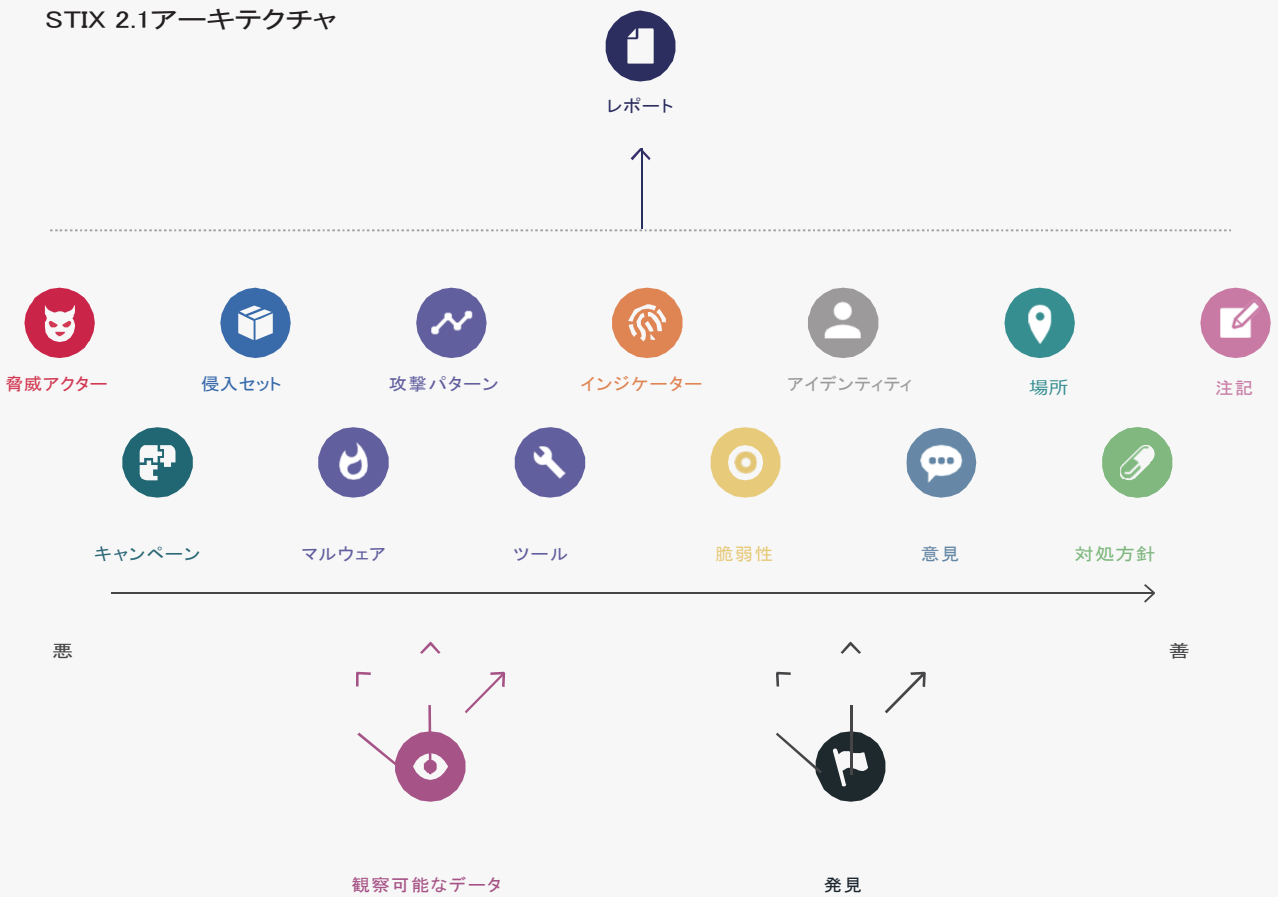 STIX 2.1アーキテクチャ
レポート
脅威アクター
侵入セット
攻撃パターン
インジケーター
アイデンティティ
場所
注記
キャンペーン
マルウェア
ツール
脆弱性
意見
対処方針
悪
善
観察可能なデータ
発見